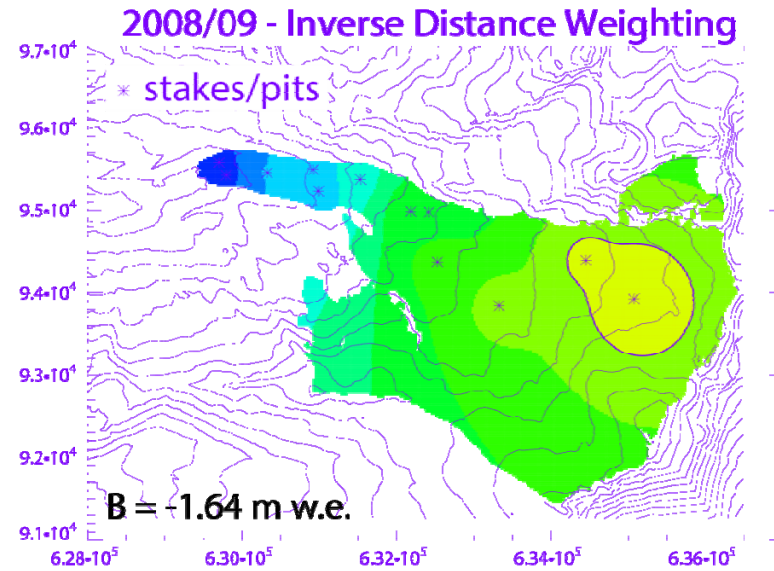 2008/09 - Inverse Distance Weighting
9.7•10⁴
* stakes/pits
9.6•10⁴
9.5•10⁴
9.4•10⁴
9.3•10⁴
9.2•10⁴
B = -1.64 m w.e.
9.1•10⁴
6.28•10⁵ 6.30•10⁵ 6.32•10⁵ 6.34•10⁵ 6.36•10⁵